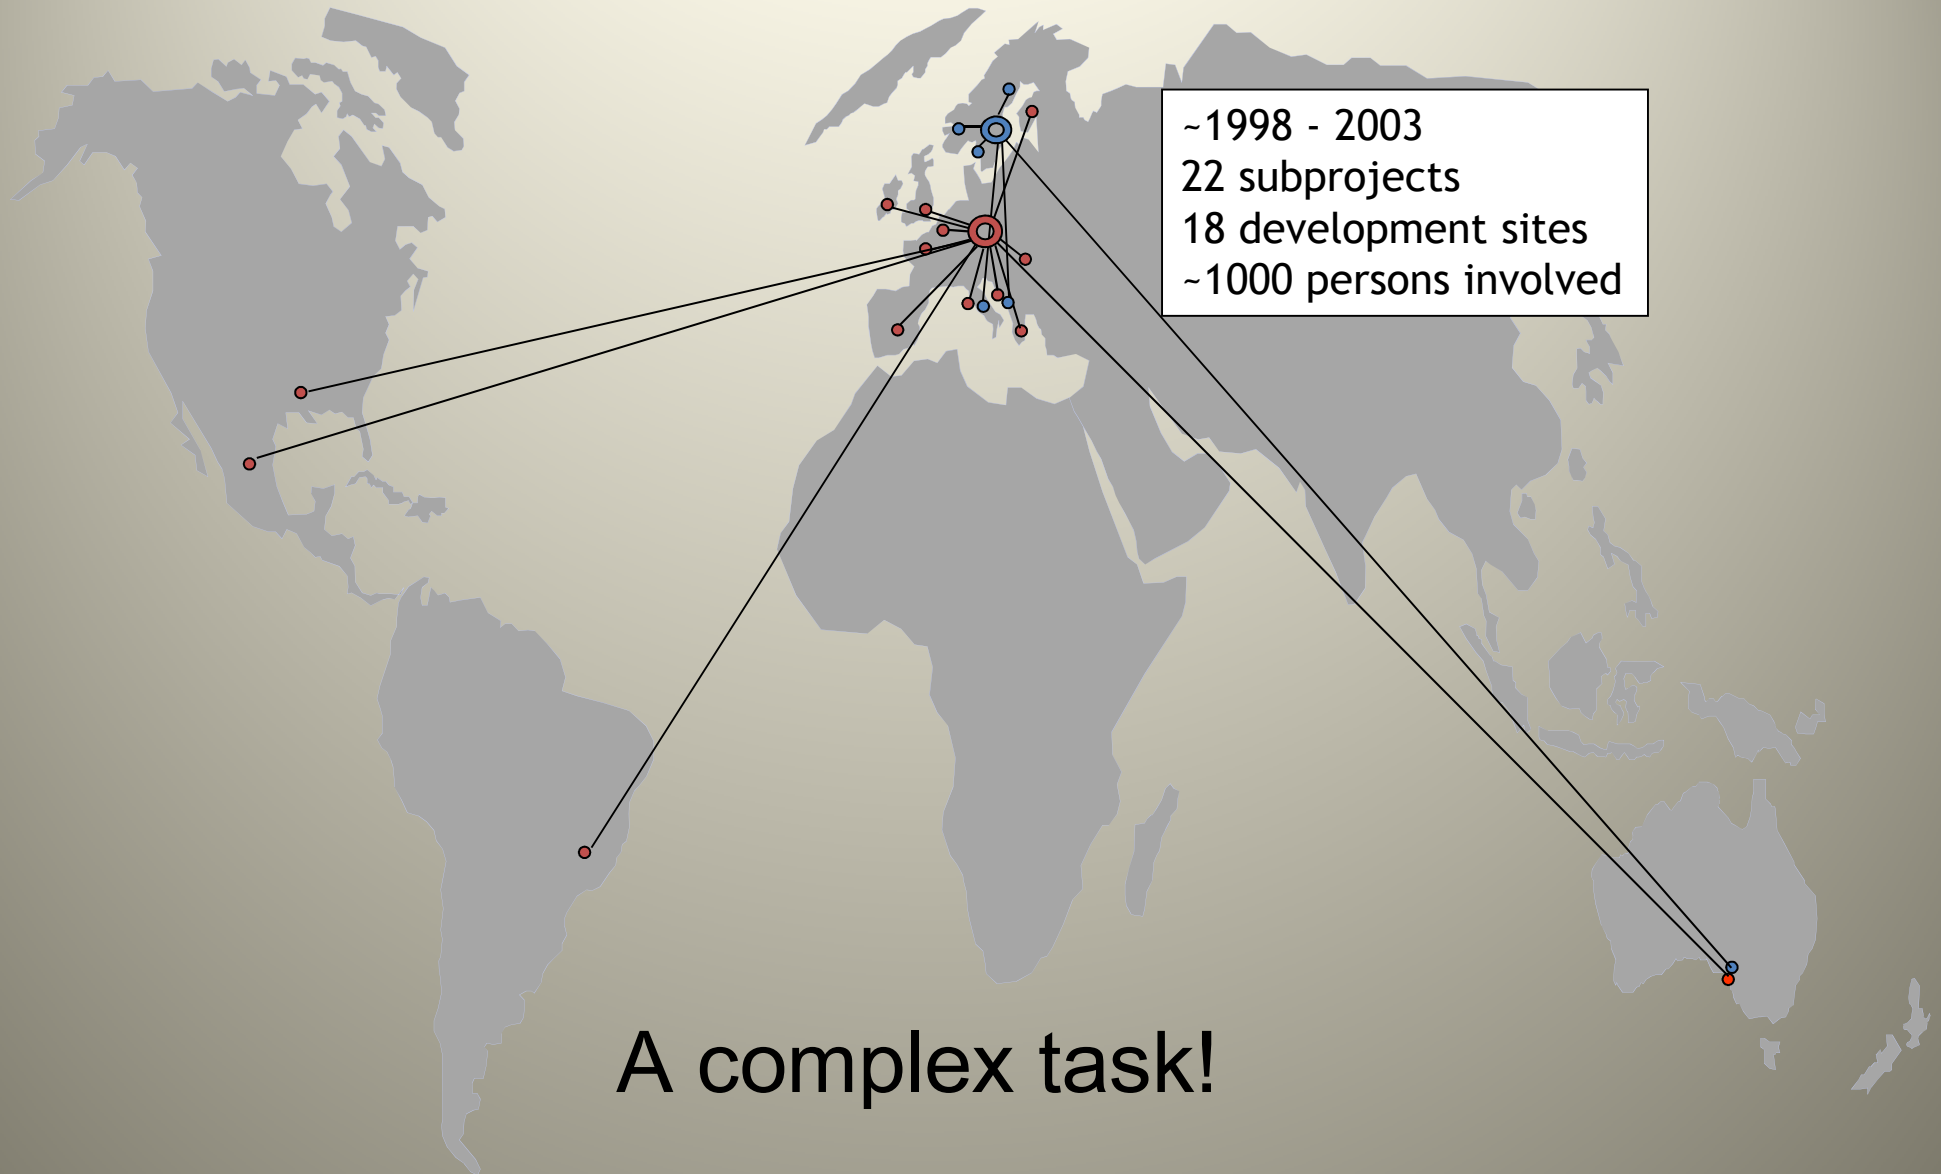 ~1998 - 2003
22 subprojects
18 development sites
~1000 persons involved
A complex task!